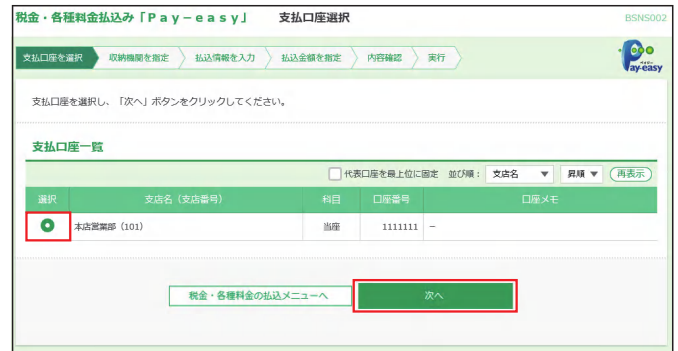 税金・各種料金払込み「Ｐａｙ－ｅａｓｙ」 支払口座選択 BSNS002
支払口座を選択 収納機関を指定 払込情報を入力 払込金額を指定 内容確認 実行
Pay-easy
支払口座を選択し、「次へ」ボタンをクリックしてください。
支払口座一覧
代表口座を最上位に固定 並び順： 支店名 ▼ 昇順 ▼ 再表示
選択 支店名（支店番号） 科目 口座番号 口座メモ
本店営業部（101） 当座 1111111 －
税金・各種料金の払込メニューへ 次へ